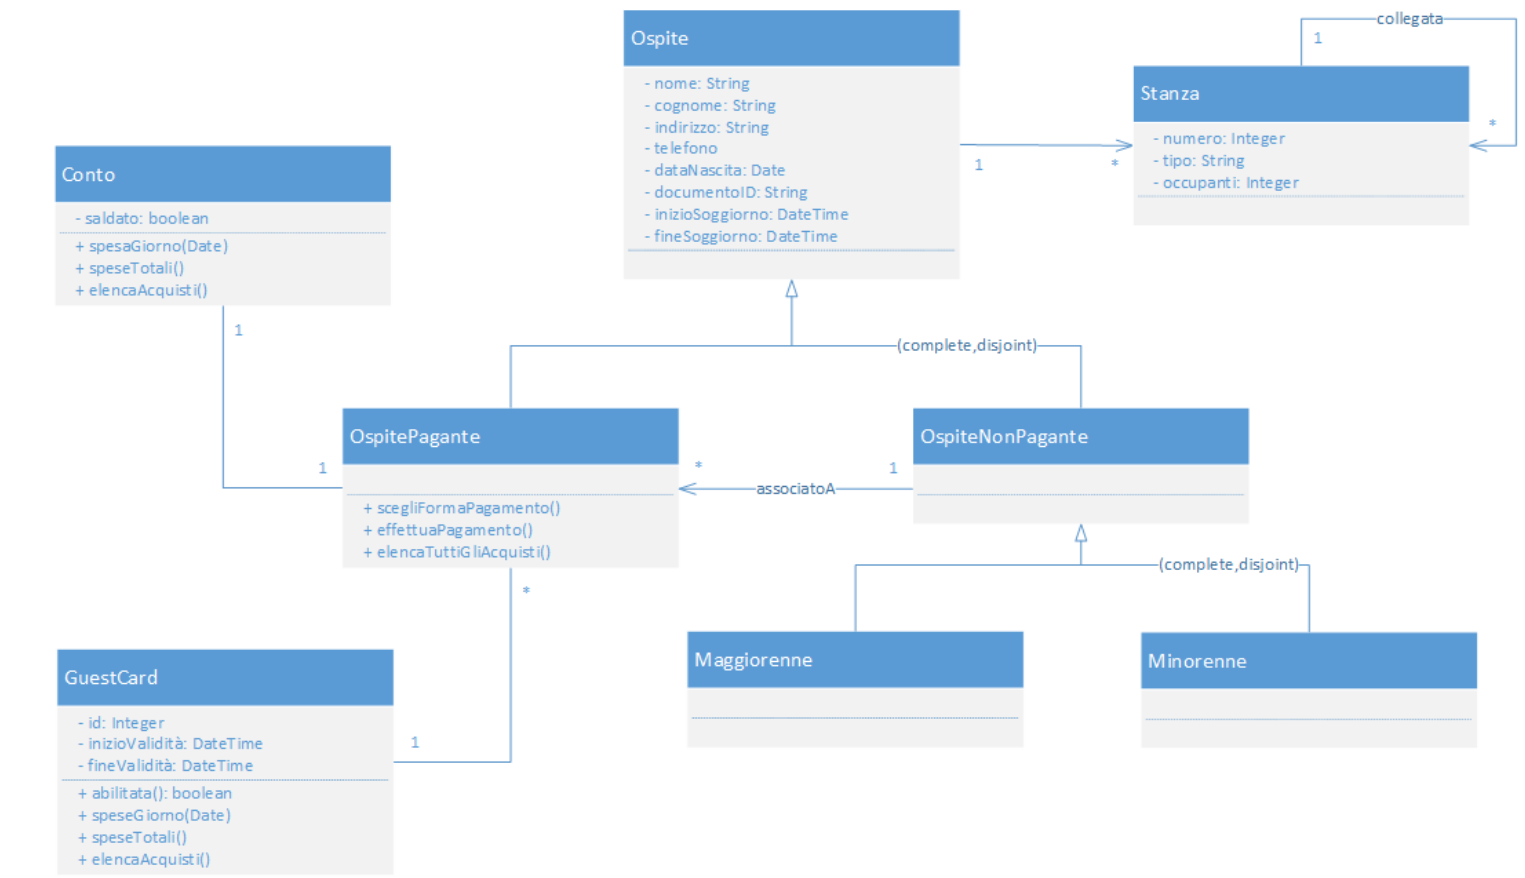 Ospite
- nome: String
- cognome: String
- indirizzo: String
- telefono
- dataNascita: Date
- documentoID: String
- inizioSoggiorno: DateTime
- fineSoggiorno: DateTime
1
*
collegata
1
*
Stanza
- numero: Integer
- tipo: String
- occupanti: Integer
Conto
- saldato: boolean
+ spesaGiorno(Date)
+ speseTotali()
+ elencaAcquisti()
1
1
(complete,disjoint)
OspitePagante
+ scegliFormaPagamento()
+ effettuaPagamento()
+ elencaTuttiGliAcquisti()
*
associatoA
1
OspiteNonPagante
(complete,disjoint)
Maggiorenne
Minorenne
*
1
GuestCard
- id: Integer
- inizioValidità: DateTime
- fineValidità: DateTime
+ abilitata(): boolean
+ speseGiorno(Date)
+ speseTotali()
+ elencaAcquisti()